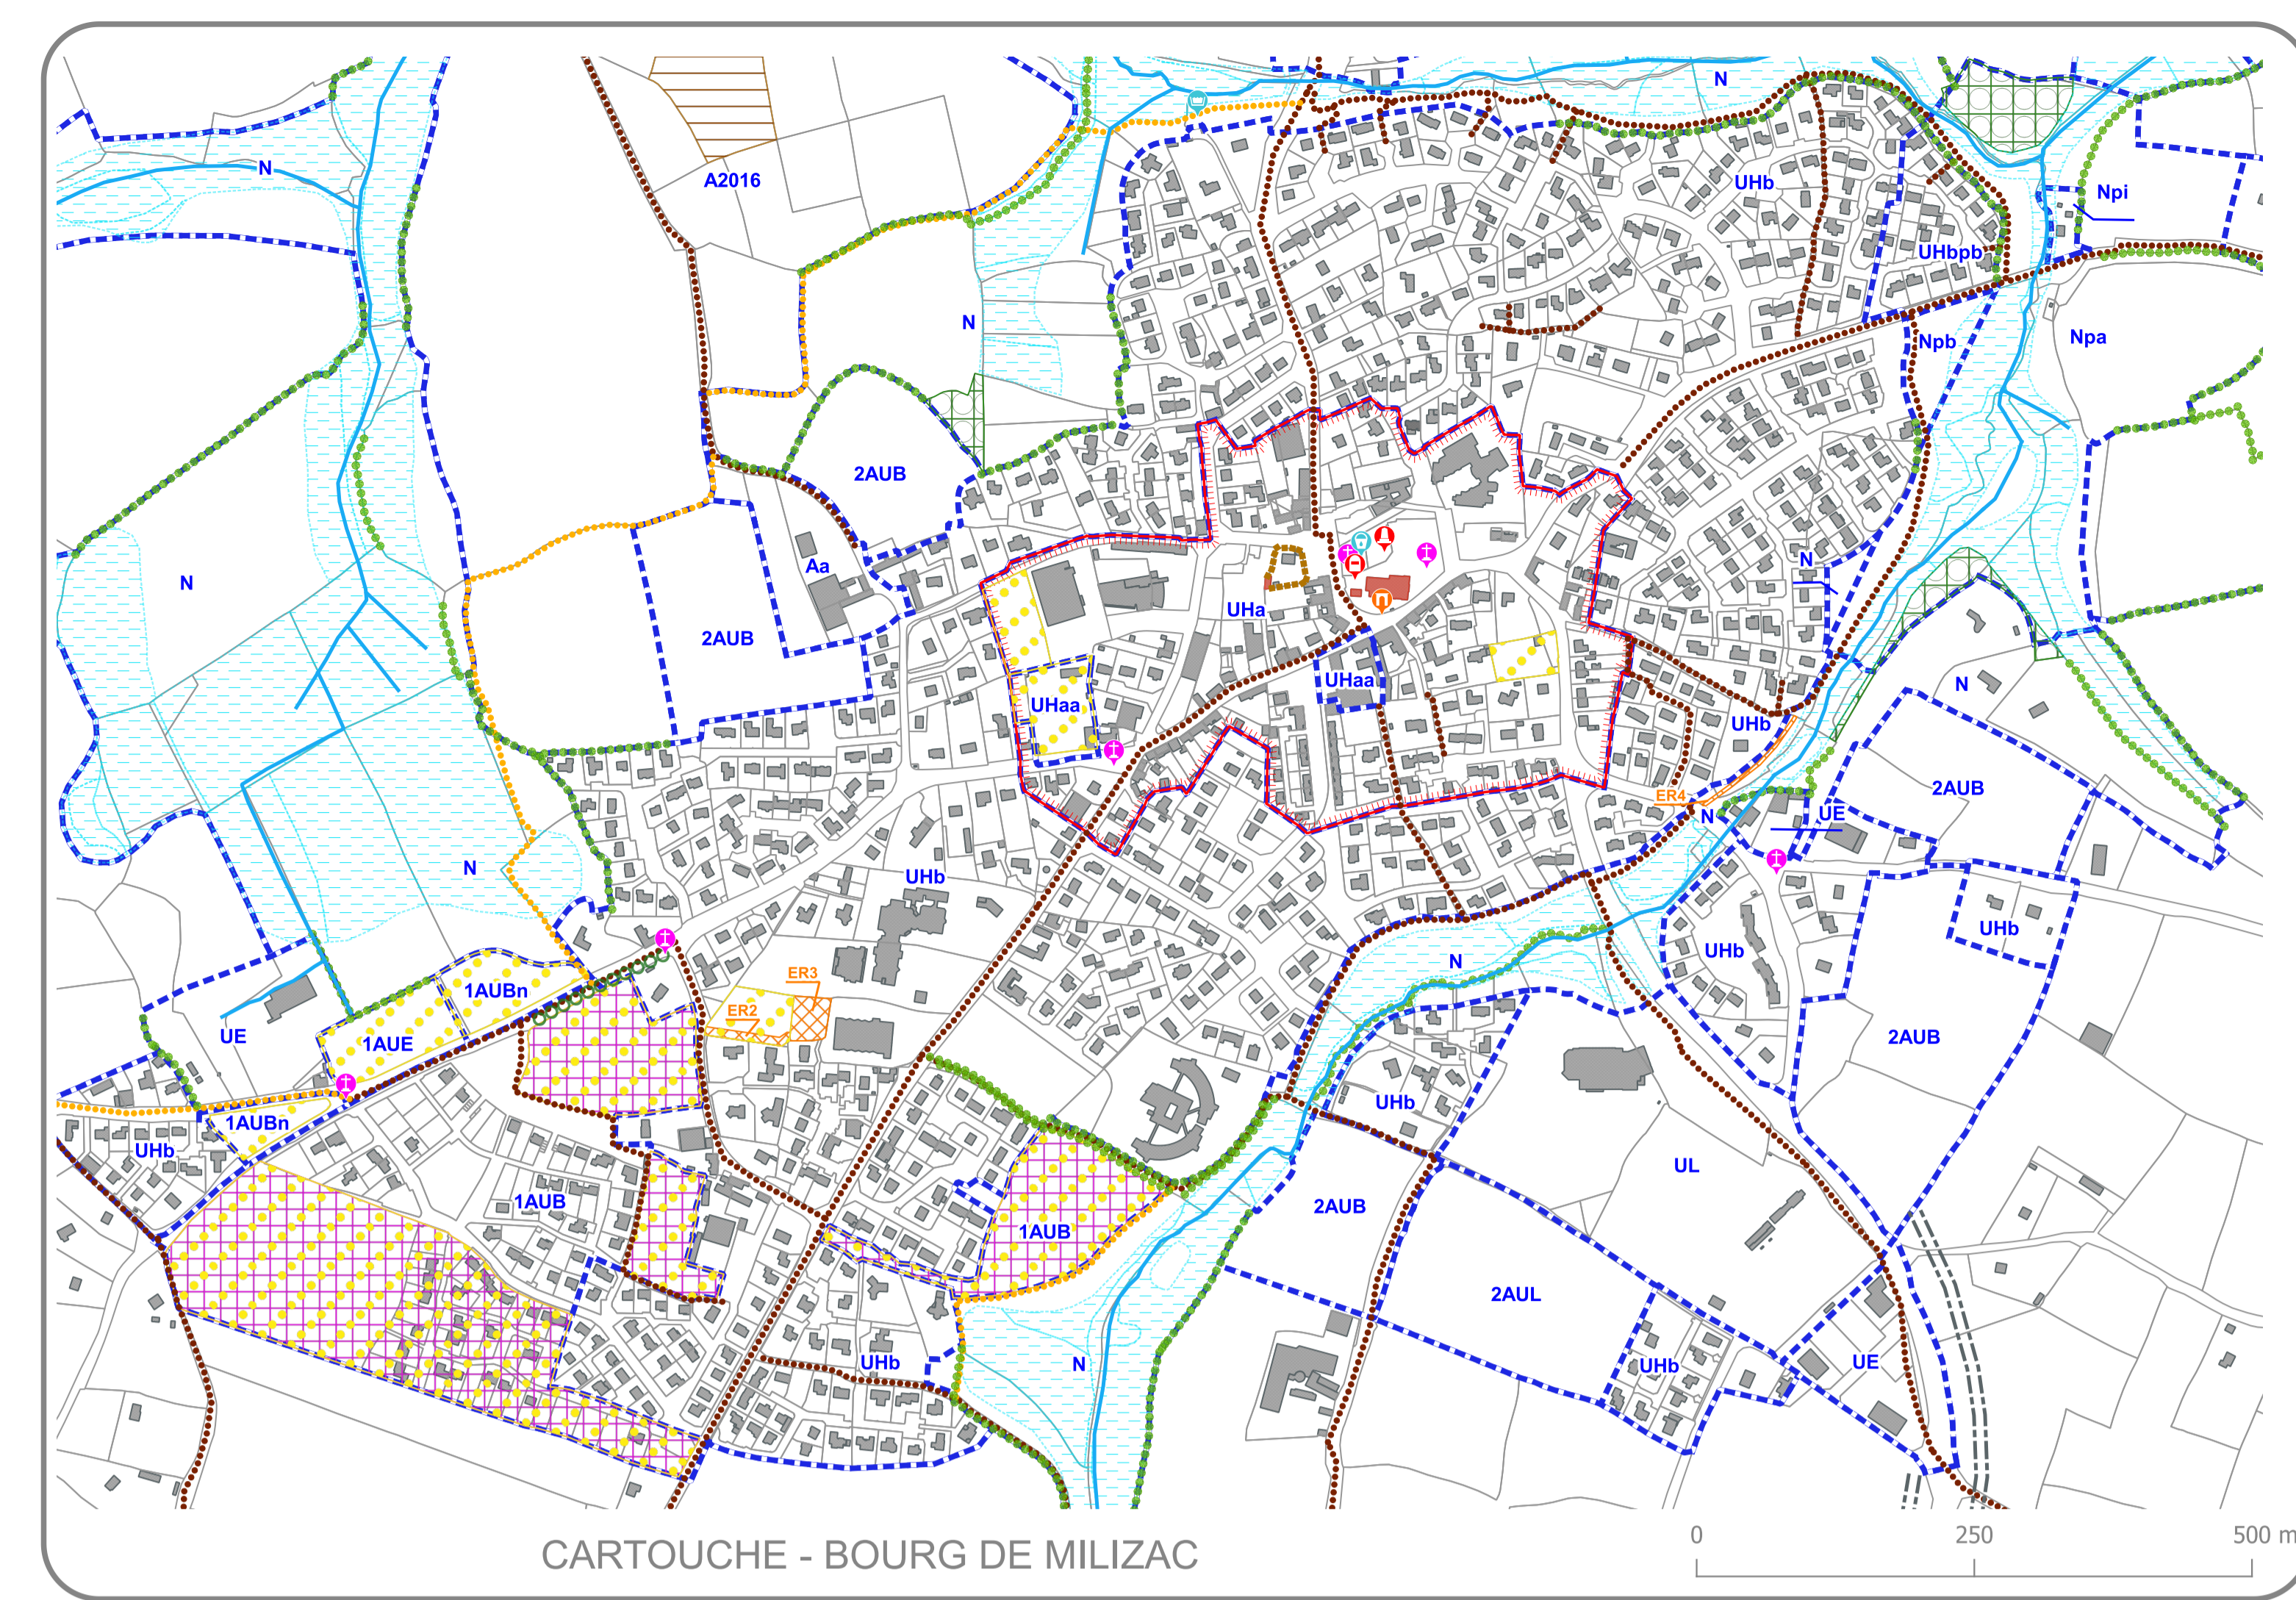 N
N
A2016
UHb
Npi
UHbpb
N
Npb
Npa
2AUB
Aa
N
N
UHa
2AUB
UHaa
N
UHaa
UHb
2AUB
ER4
N
UE
N
UHb
UHb
UHb
N
ER3
1AUBn
ER2
UE
1AUE
2AUB
UHb
1AUBn
UHb
UL
1AUB
2AUB
1AUB
2AUL
UHb
N
UHb
UE
CARTOUCHE - BOURG DE MILIZAC
0 250 500 m